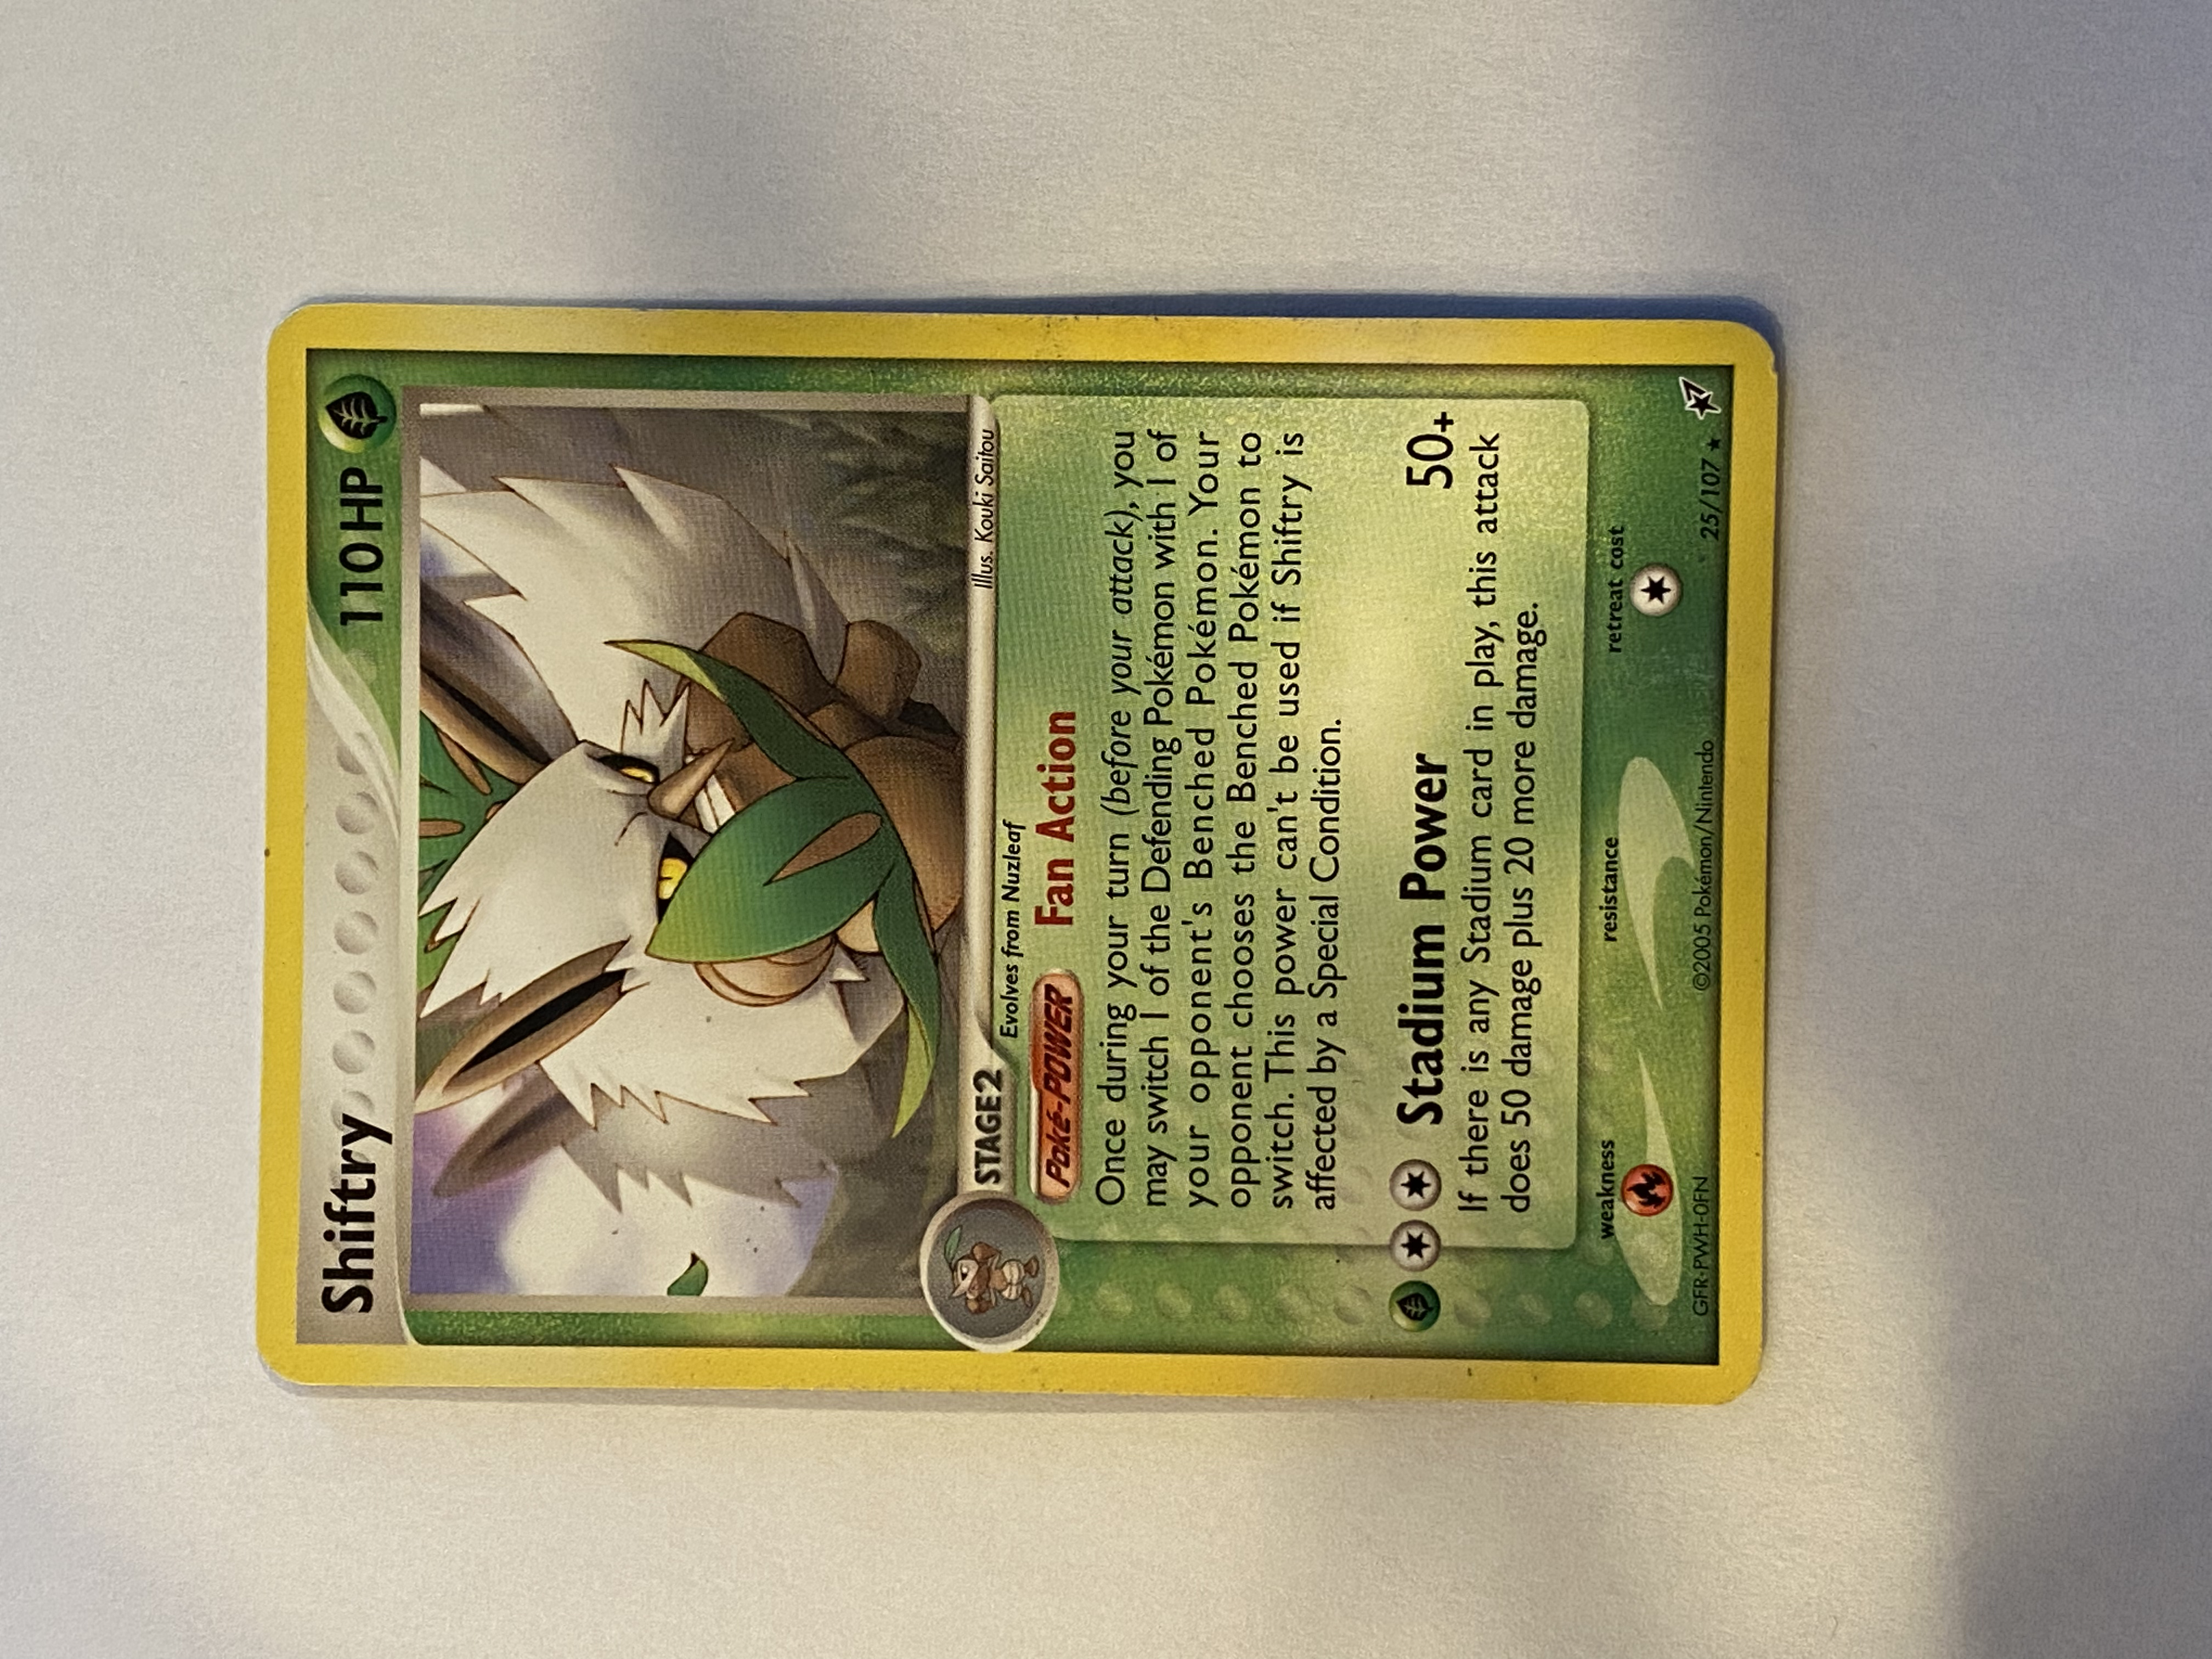 Shiftry 110 HP
STAGE2
Illus. Kouki Saitou
Evolves from Nuzleaf
Poké-POWER Fan Action
Once during your turn (before your attack), you
may switch 1 of the Defending Pokémon with 1 of
your opponent's Benched Pokémon. Your
opponent chooses the Benched Pokémon to
switch. This power can't be used if Shiftry is
affected by a Special Condition.
Stadium Power 50+
If there is any Stadium card in play, this attack
does 50 damage plus 20 more damage.
weakness resistance retreat cost
GFR-PWH-0FN ©2005 Pokémon/Nintendo 25/107 ★